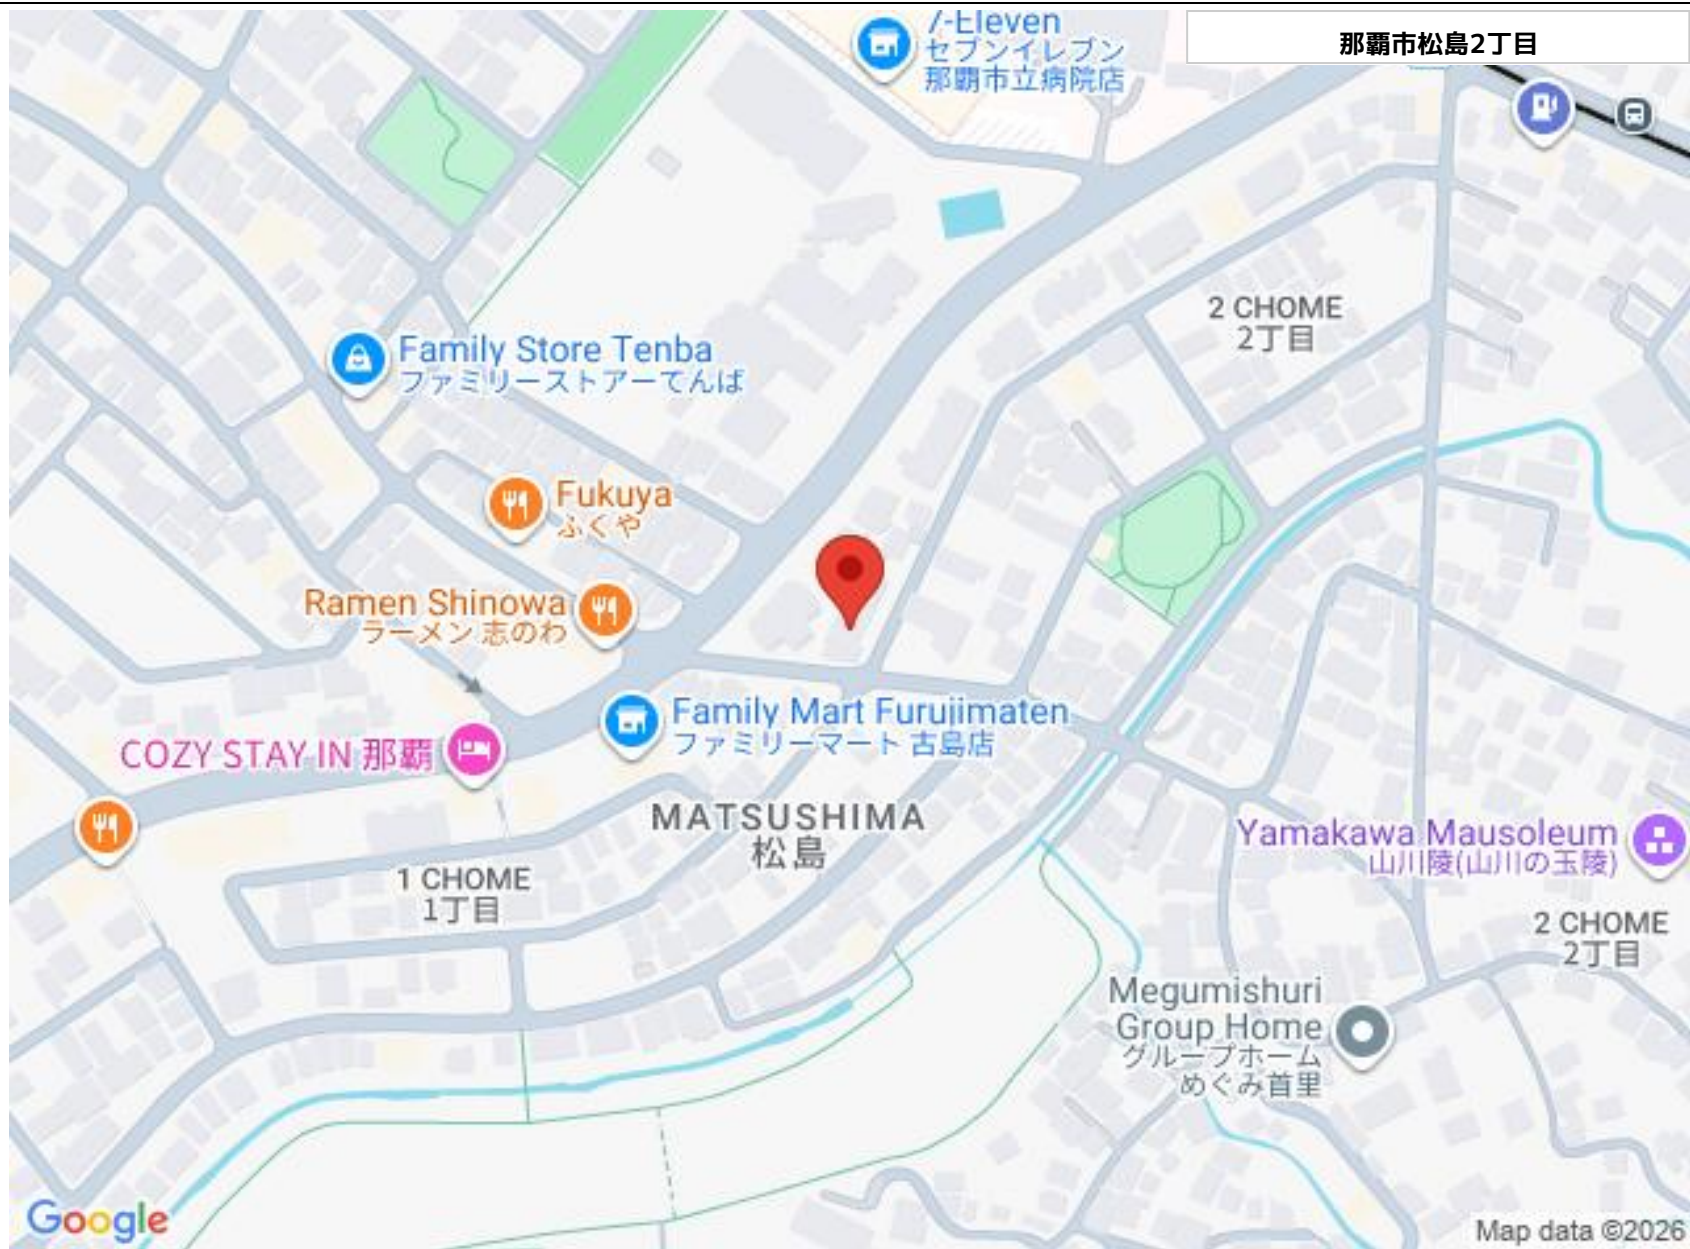 7-Eleven
セブンイレブン
那覇市立病院店
那覇市松島2丁目
2 CHOME
2丁目
Family Store Tenba
ファミリーストアーてんば
Fukuya
ふくや
Ramen Shinowa
ラーメン 志のわ
Family Mart Furujimaten
ファミリーマート 古島店
COZY STAY IN 那覇
MATSUSHIMA
松島
Yamakawa Mausoleum
山川陵(山川の玉陵)
1 CHOME
1丁目
2 CHOME
2丁目
Megumishuri
Group Home
グループホーム
めぐみ首里
Google
Map data ©2026